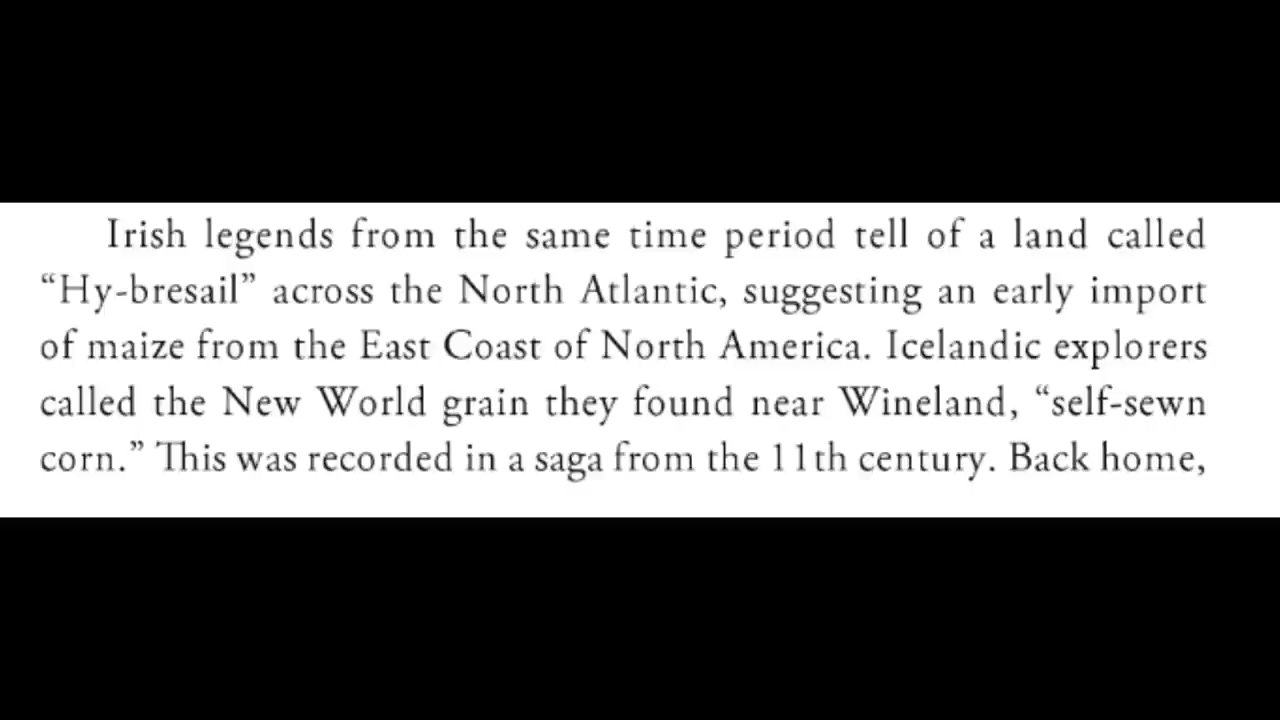 Irish legends from the same time period tell of a land called
“Hy-bresail” across the North Atlantic, suggesting an early import
of maize from the East Coast of North America. Icelandic explorers
called the New World grain they found near Wineland, “self-sewn
corn.” This was recorded in a saga from the 11th century. Back home,